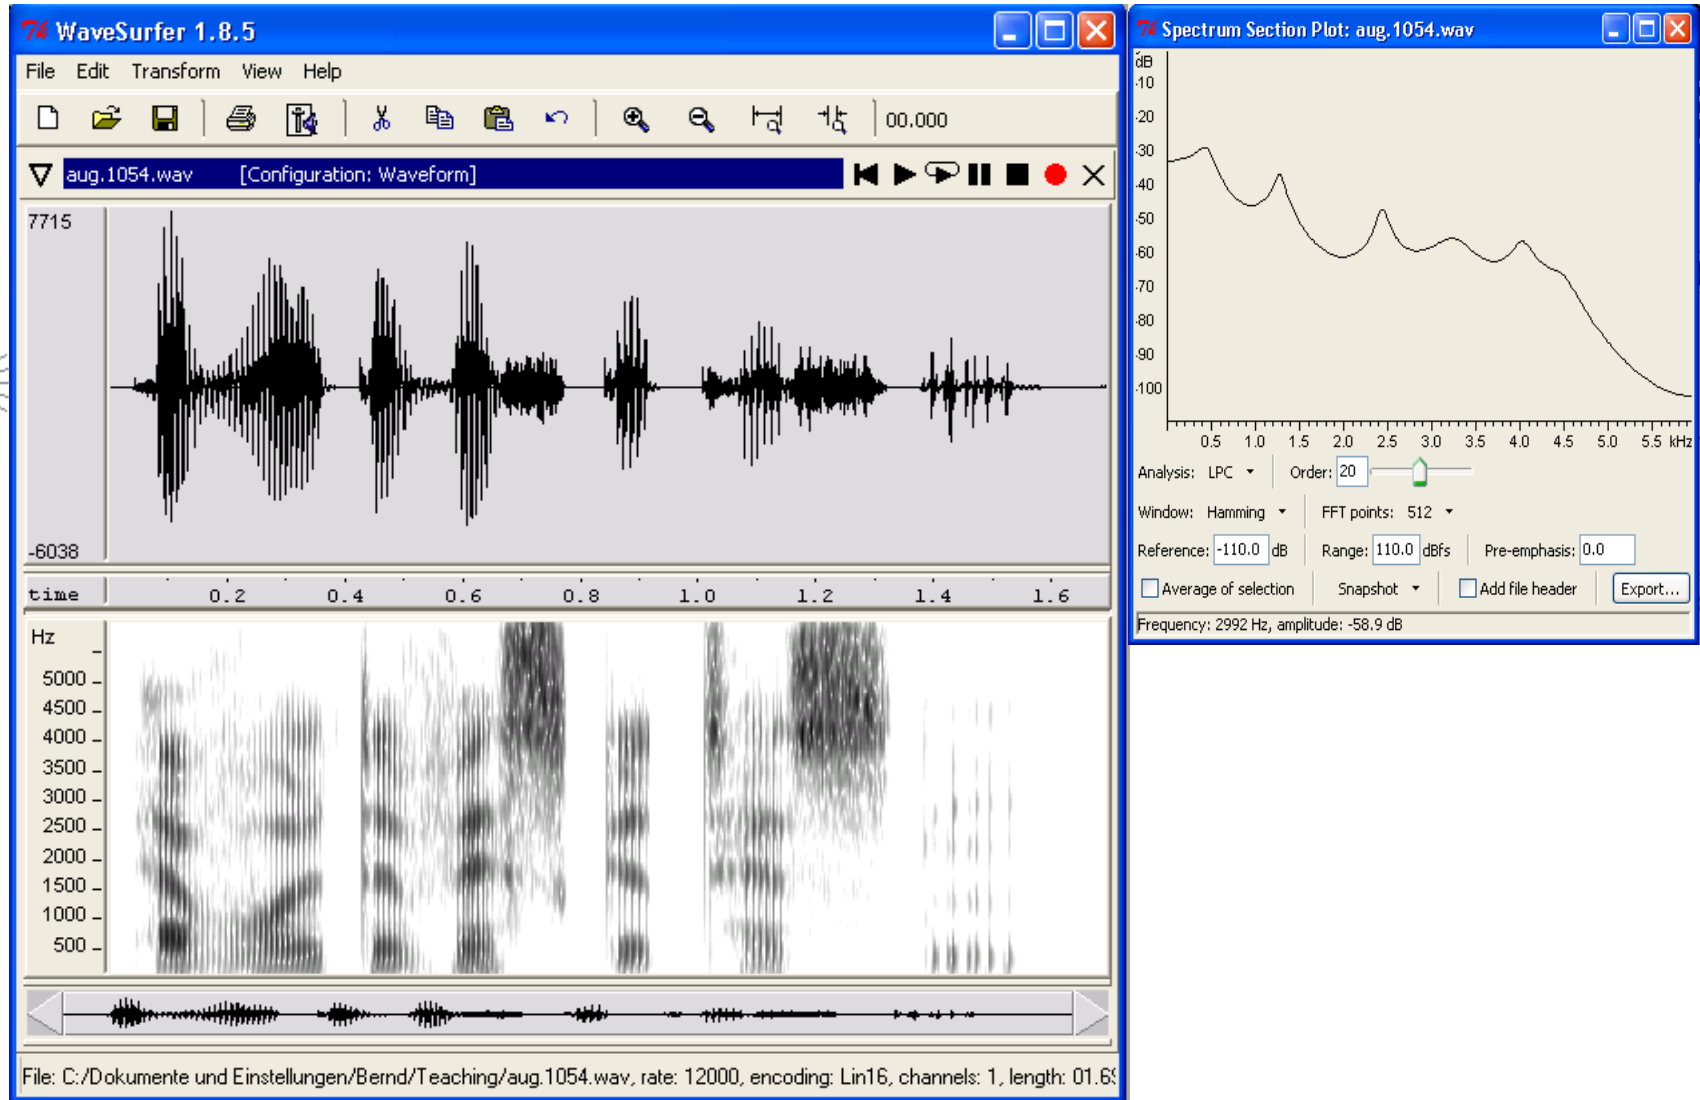 WaveSurfer 1.8.5
File Edit Transform View Help
00.000
aug.1054.wav [Configuration: Waveform]
7715
-6038
time 0.2 0.4 0.6 0.8 1.0 1.2 1.4 1.6
Hz
5000
4500
4000
3500
3000
2500
2000
1500
1000
500
File: C:/Dokumente und Einstellungen/Bernd/Teaching/aug.1054.wav, rate: 12000, encoding: Lin16, channels: 1, length: 01.69
Spectrum Section Plot: aug.1054.wav
dB
-10
-20
-30
-40
-50
-60
-70
-80
-90
-100
0.5 1.0 1.5 2.0 2.5 3.0 3.5 4.0 4.5 5.0 5.5 kHz
Analysis: LPC Order: 20
Window: Hamming FFT points: 512
Reference: -110.0 dB Range: 110.0 dBfs Pre-emphasis: 0.0
Average of selection Snapshot Add file header Export...
Frequency: 2992 Hz, amplitude: -58.9 dB